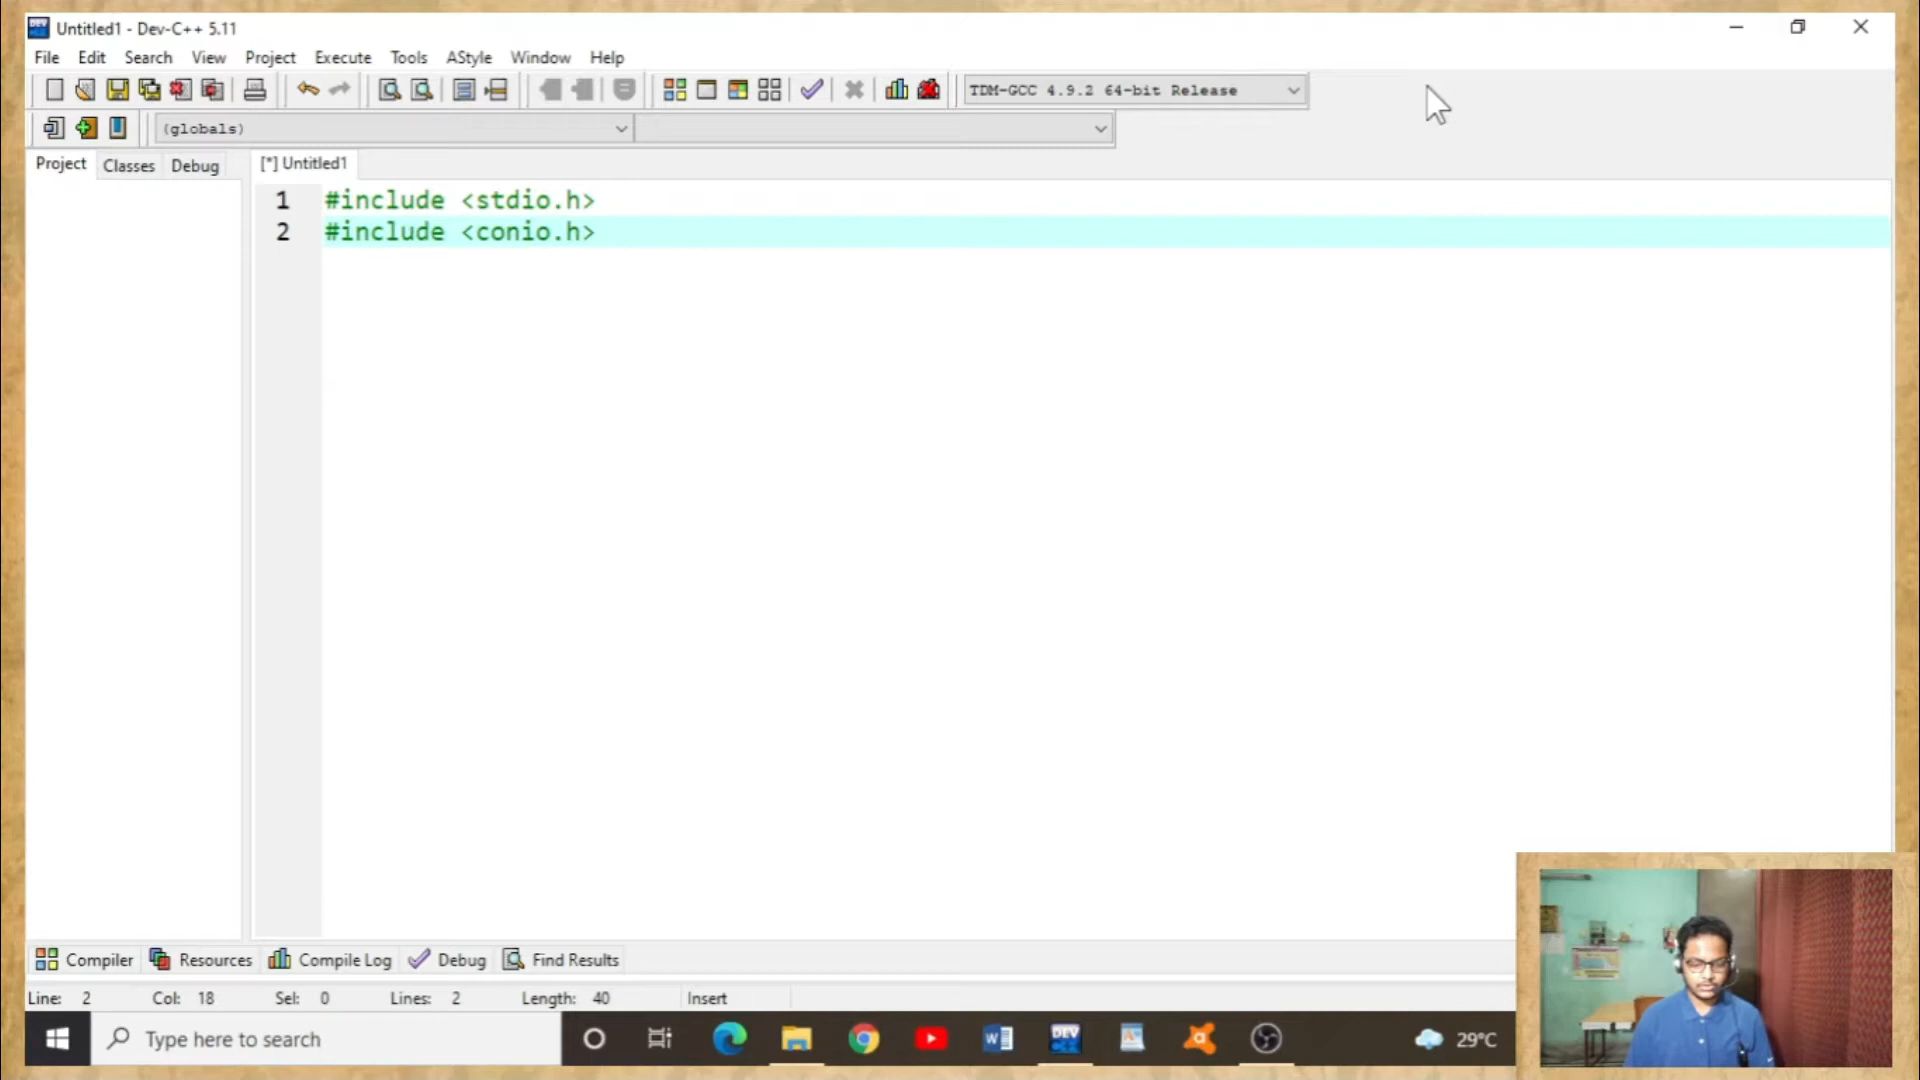 Untitled1 - Dev-C++ 5.11
File Edit Search View Project Execute Tools AStyle Window Help
TDM-GCC 4.9.2 64-bit Release
(globals)
Project Classes Debug [*] Untitled1
1 #include <stdio.h>
2 #include <conio.h>
Compiler Resources Compile Log Debug Find Results
Line: 2 Col: 18 Sel: 0 Lines: 2 Length: 40 Insert
Type here to search
DEV
29°C